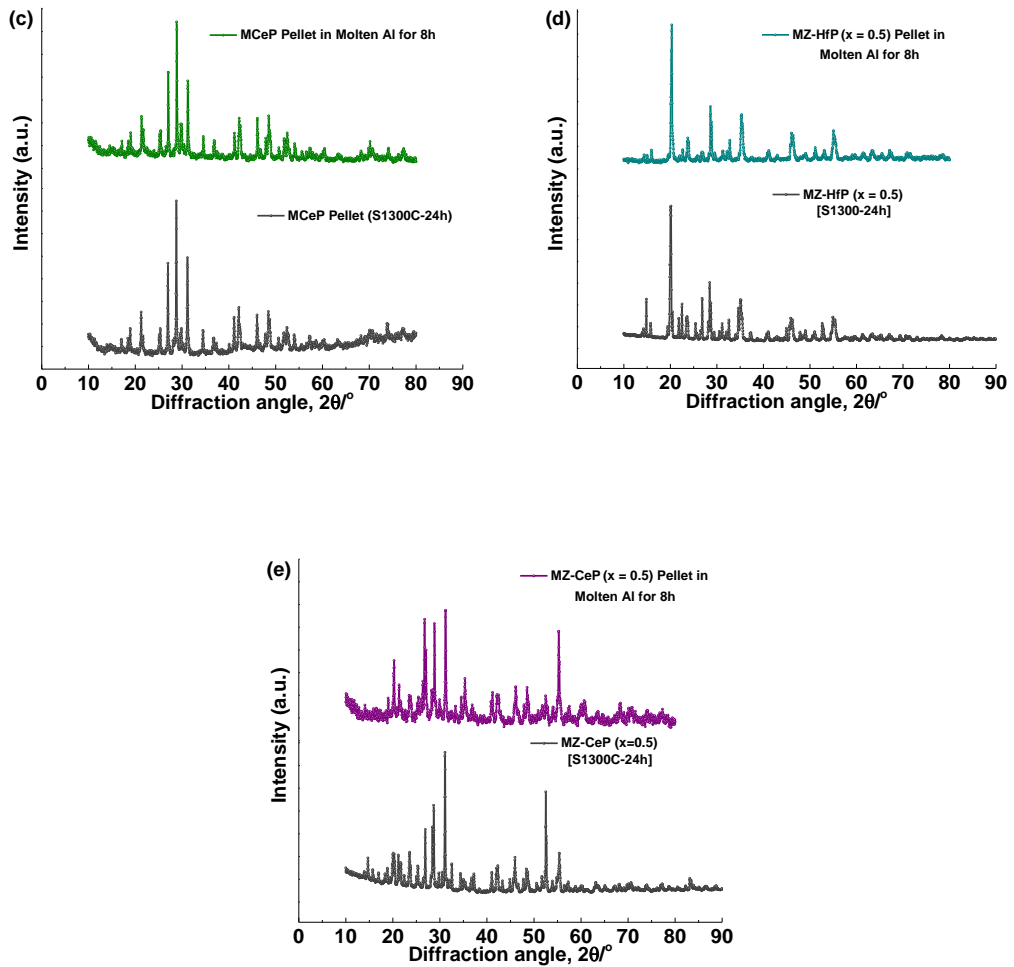 (c)
MCeP Pellet in Molten Al for 8h
MCeP Pellet (S1300C-24h)
Intensity (a.u.)
0 10 20 30 40 50 60 70 80 90
Diffraction angle, 2θ/°
(d)
MZ-HfP (x = 0.5) Pellet in
Molten Al for 8h
MZ-HfP (x = 0.5)
[S1300-24h]
Intensity (a.u.)
0 10 20 30 40 50 60 70 80 90
Diffraction angle, 2θ/°
(e)
MZ-CeP (x = 0.5) Pellet in
Molten Al for 8h
MZ-CeP (x=0.5)
[S1300C-24h]
Intensity (a.u.)
0 10 20 30 40 50 60 70 80 90
Diffraction angle, 2θ/°